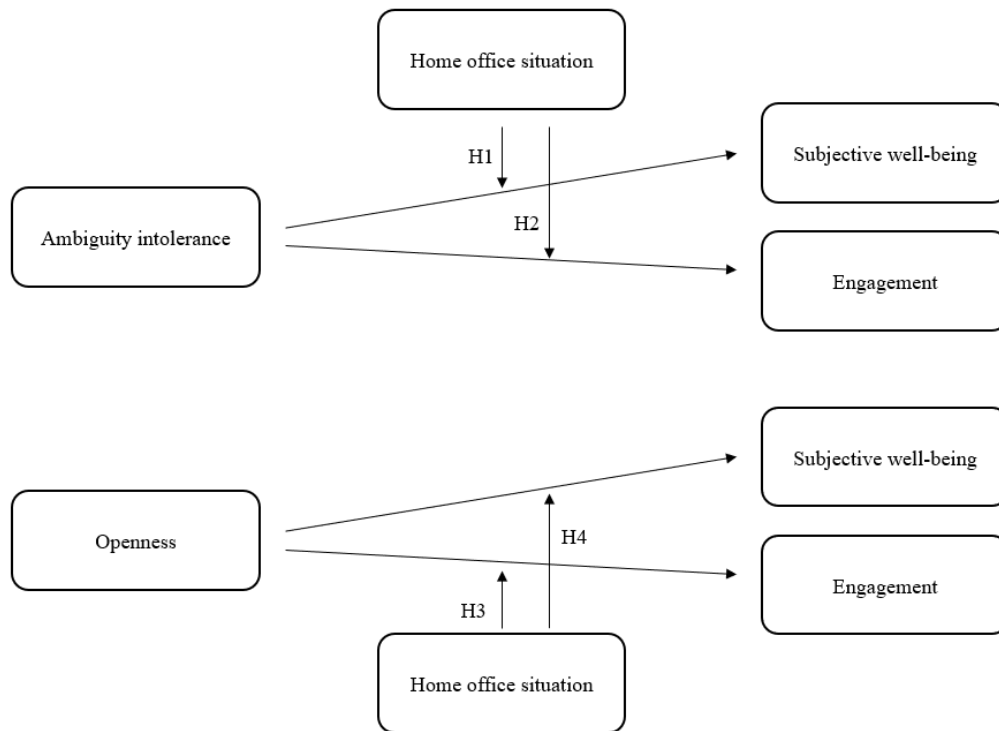 Home office situation
Subjective well-being
H1
Ambiguity intolerance
H2
Engagement
Subjective well-being
Openness
H4
Engagement
H3
Home office situation